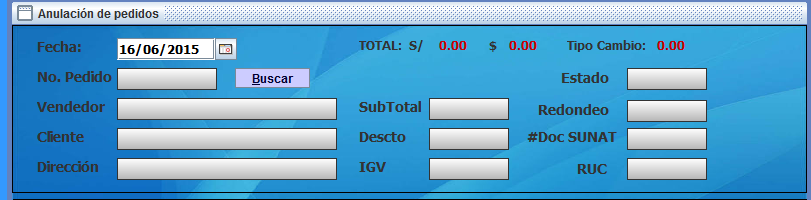 Anulación de pedidos
Fecha: 16/06/2015 TOTAL: S/ 0.00 $ 0.00 Tipo Cambio: 0.00
No. Pedido Buscar Estado
Vendedor SubTotal Redondeo
Cliente Descto #Doc SUNAT
Dirección IGV RUC